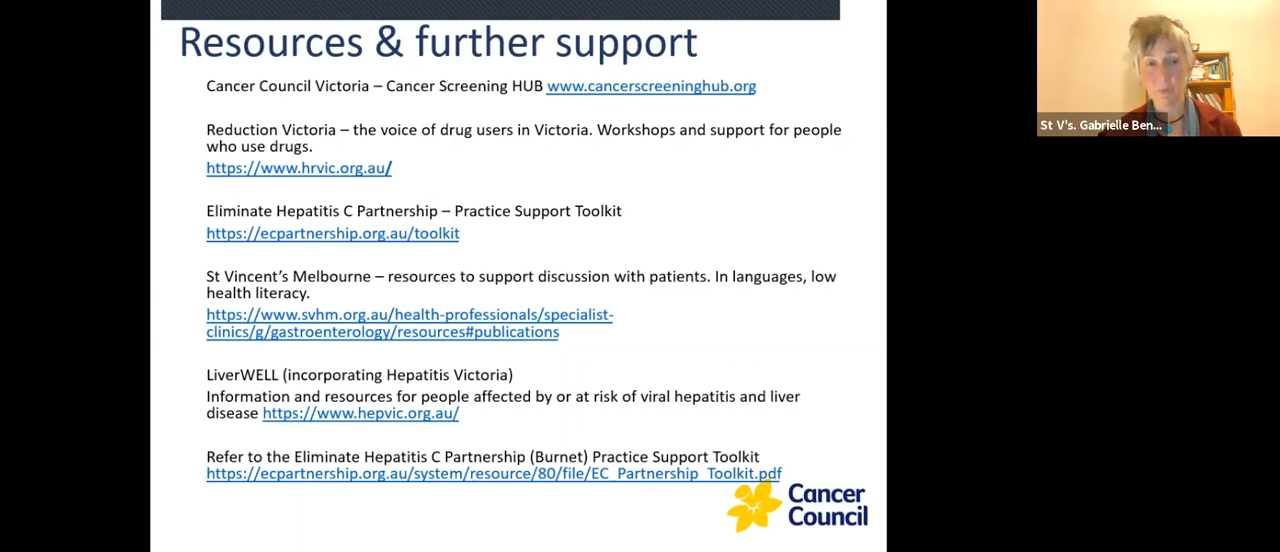 Resources & further support
Cancer Council Victoria – Cancer Screening HUB www.cancerscreeninghub.org
Reduction Victoria – the voice of drug users in Victoria. Workshops and support for people
who use drugs.
https://www.hrvic.org.au/
Eliminate Hepatitis C Partnership – Practice Support Toolkit
https://ecpartnership.org.au/toolkit
St Vincent's Melbourne – resources to support discussion with patients. In languages, low
health literacy.
https://www.svhm.org.au/health-professionals/specialist-
clinics/g/gastroenterology/resources#publications
LiverWELL (incorporating Hepatitis Victoria)
Information and resources for people affected by or at risk of viral hepatitis and liver
disease https://www.hepvic.org.au/
Refer to the Eliminate Hepatitis C Partnership (Burnet) Practice Support Toolkit
https://ecpartnership.org.au/system/resource/80/file/EC_Partnership_Toolkit.pdf
Cancer
Council
St V's. Gabrielle Ben...